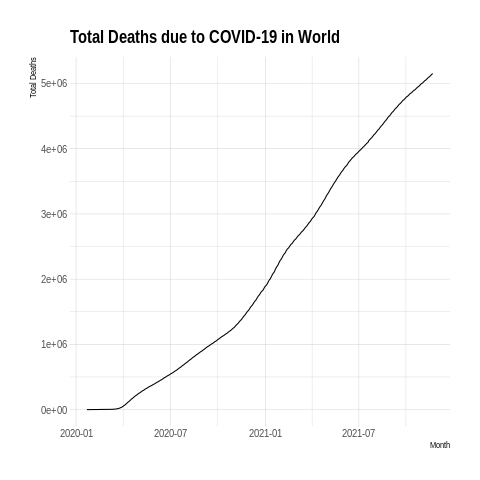 Total Deaths due to COVID-19 in World
Total Deaths
5e+06
4e+06
3e+06
2e+06
1e+06
0e+00
2020-01 2020-07 2021-01 2021-07
Month